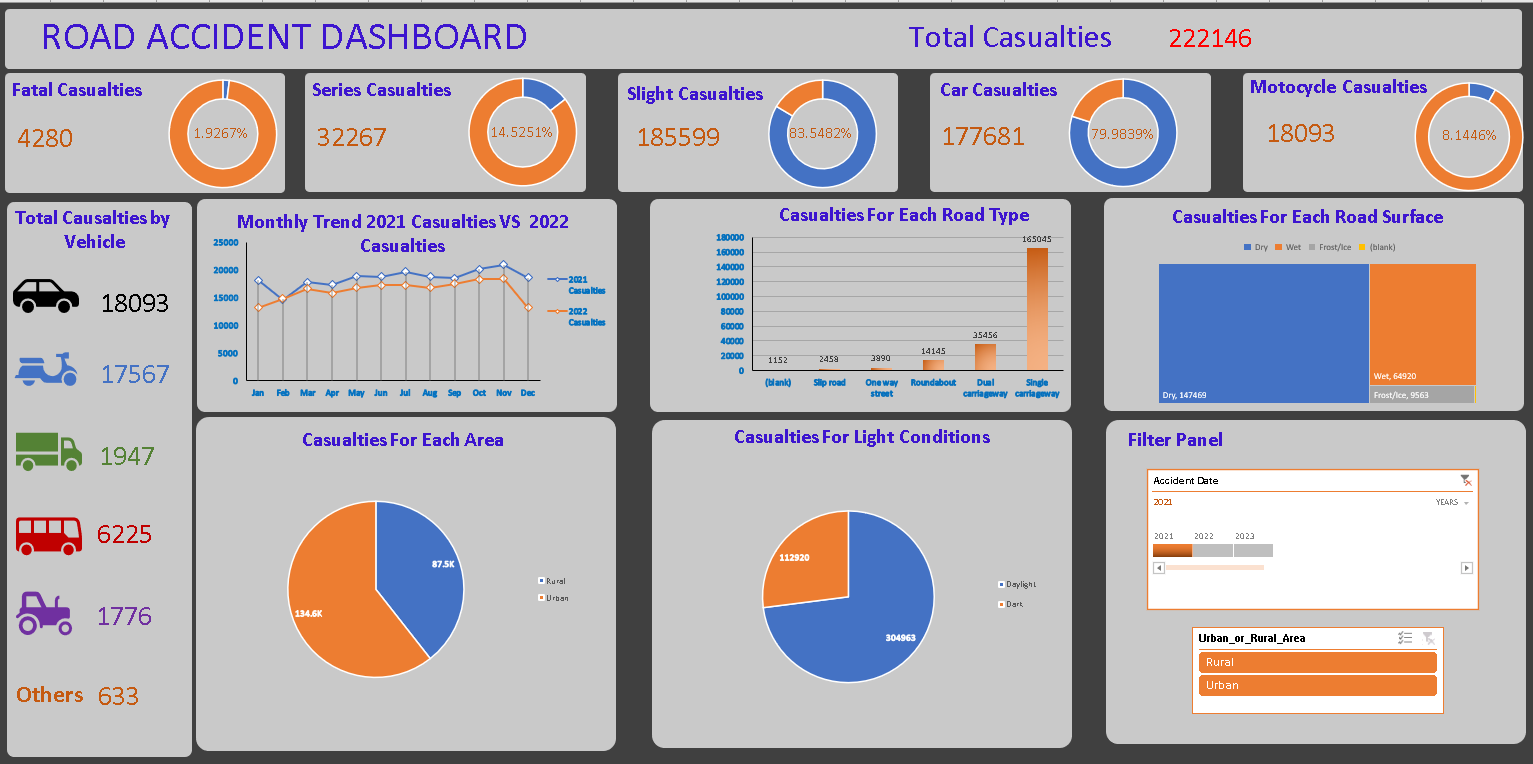 ROAD ACCIDENT DASHBOARD
Total Casualties 222146
Fatal Casualties
4280
1.9267%
Series Casualties
32267
14.5251%
Slight Casualties
185599
83.5482%
Car Casualties
177681
79.9839%
Motocycle Casualties
18093
8.1446%
Total Causalties by
Vehicle
18093
17567
1947
6225
1776
Others 633
Monthly Trend 2021 Casualties VS 2022
Casualties
25000
20000
15000
10000
5000
0
Jan Feb Mar Apr May Jun Jul Aug Sep Oct Nov Dec
2021
Casualties
2022
Casualties
Casualties For Each Road Type
180000
160000
140000
120000
100000
80000
60000
40000
20000
0
1152
2458
3890
14145
35456
165045
(blank) Slip road One way Roundabout Dual Single
street carriageway carriageway
Casualties For Each Road Surface
Dry Wet Frost/Ice (blank)
Dry, 147469
Wet, 64920
Frost/Ice, 9563
Casualties For Each Area
87.5K
134.6K
Rural
Urban
Casualties For Light Conditions
112920
304963
Daylight
Dark
Filter Panel
Accident Date
2021 YEARS
2021 2022 2023
Urban_or_Rural_Area
Rural
Urban